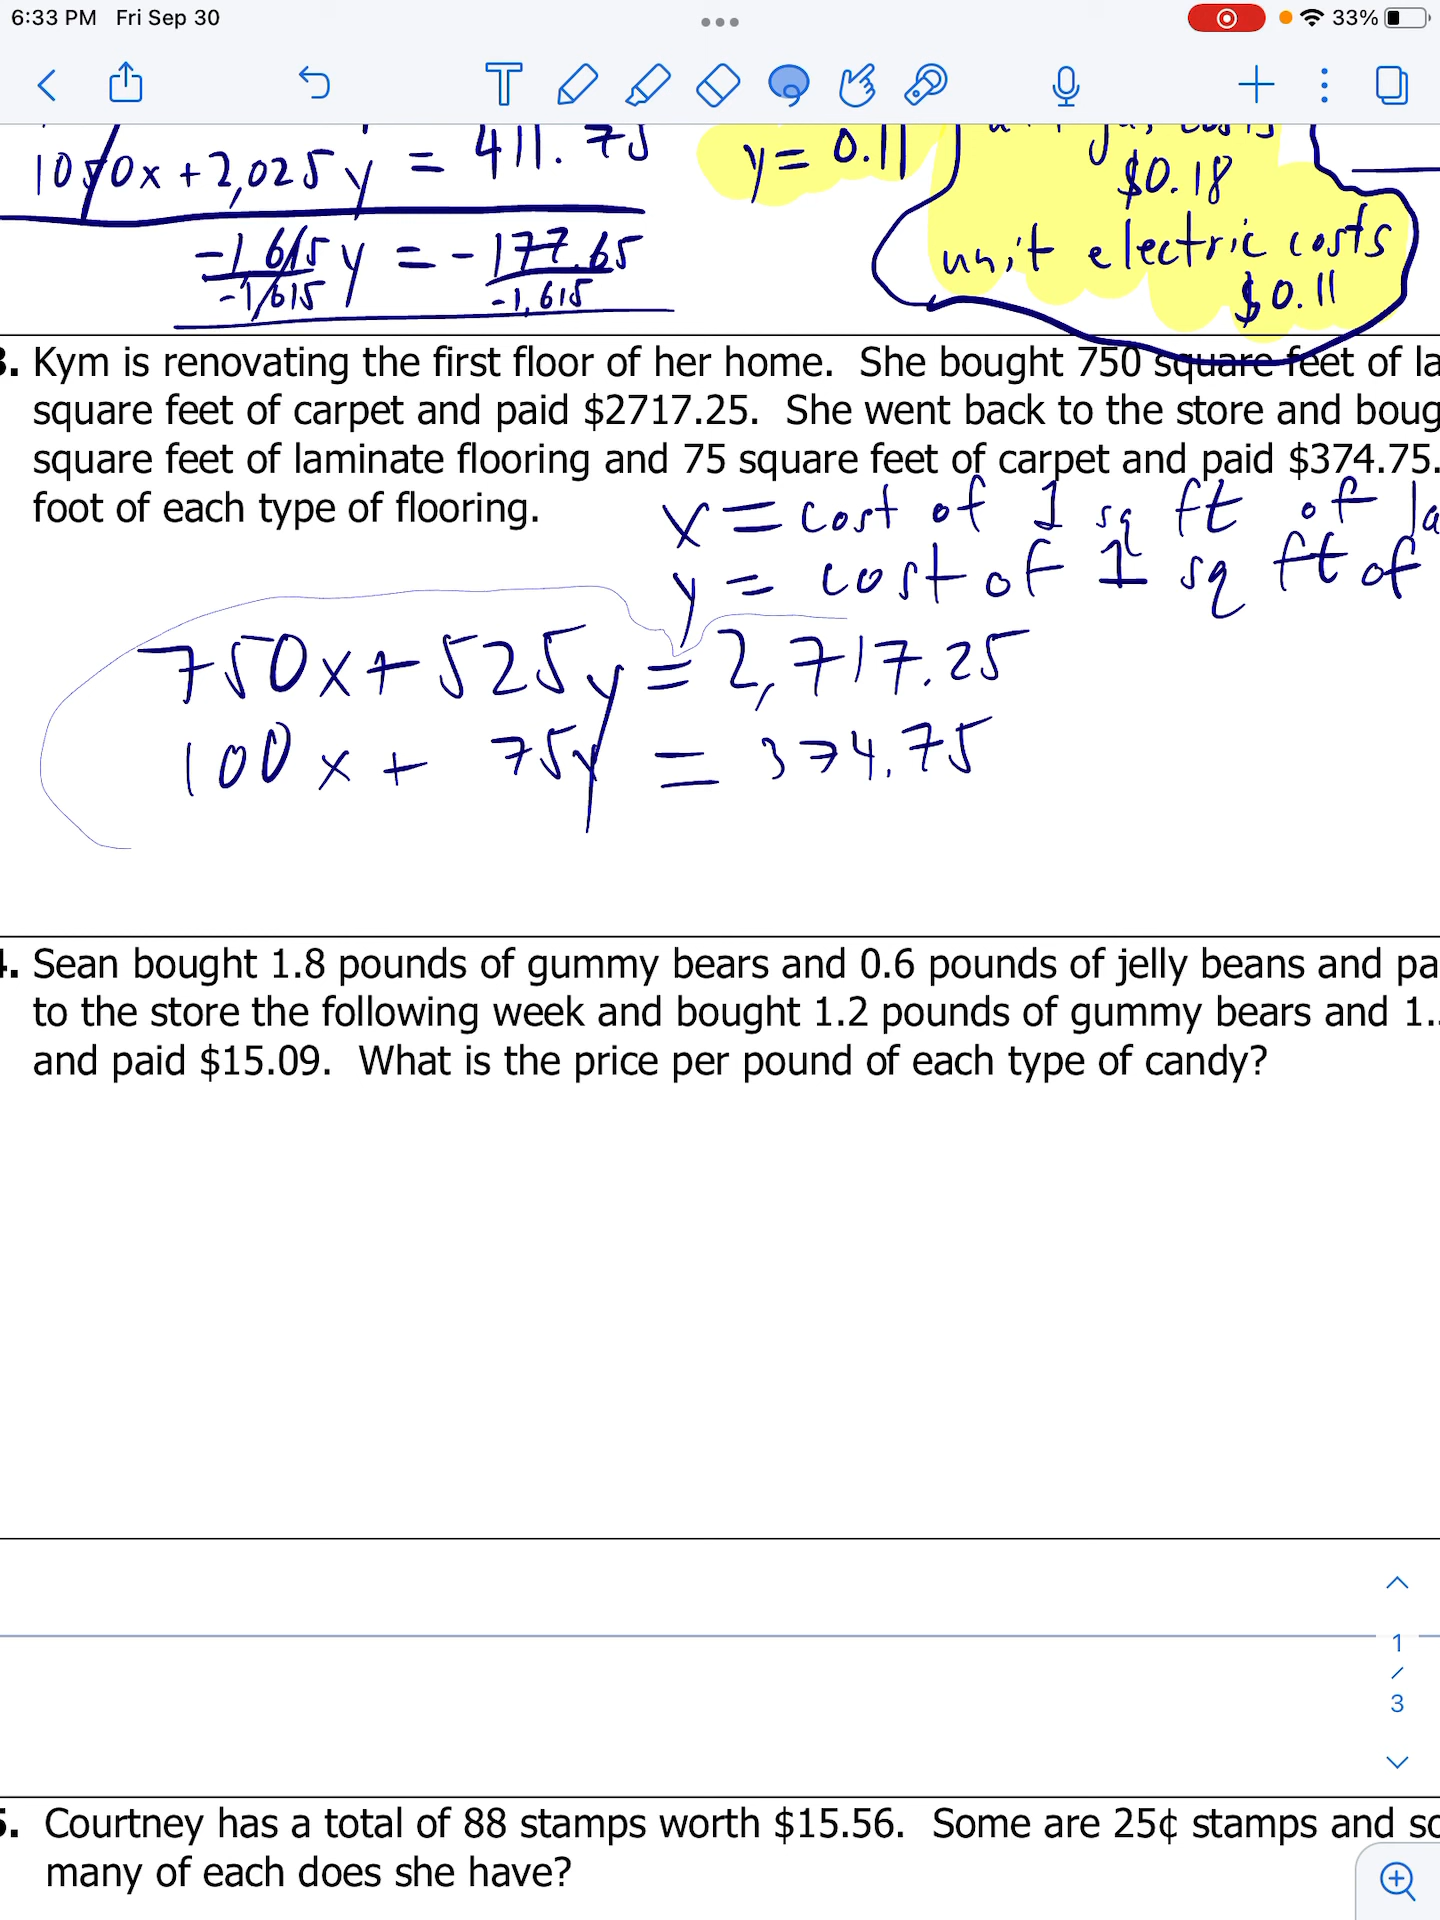 6:33 PM Fri Sep 30
33%
1050x + 2,025y = 411.75
y = 0.11
$0.18
-1615y = -177.65
-1,615 -1,615
unit electric costs
$0.11
3. Kym is renovating the first floor of her home. She bought 750 square feet of la
square feet of carpet and paid $2717.25. She went back to the store and boug
square feet of laminate flooring and 75 square feet of carpet and paid $374.75.
foot of each type of flooring.
x = cost of 1 sq ft of la
y = cost of 1 sq ft of
750x + 525y = 2,717.25
100x + 75y = 374.75
4. Sean bought 1.8 pounds of gummy bears and 0.6 pounds of jelly beans and pa
to the store the following week and bought 1.2 pounds of gummy bears and 1.
and paid $15.09. What is the price per pound of each type of candy?
1
/
3
5. Courtney has a total of 88 stamps worth $15.56. Some are 25¢ stamps and so
many of each does she have?